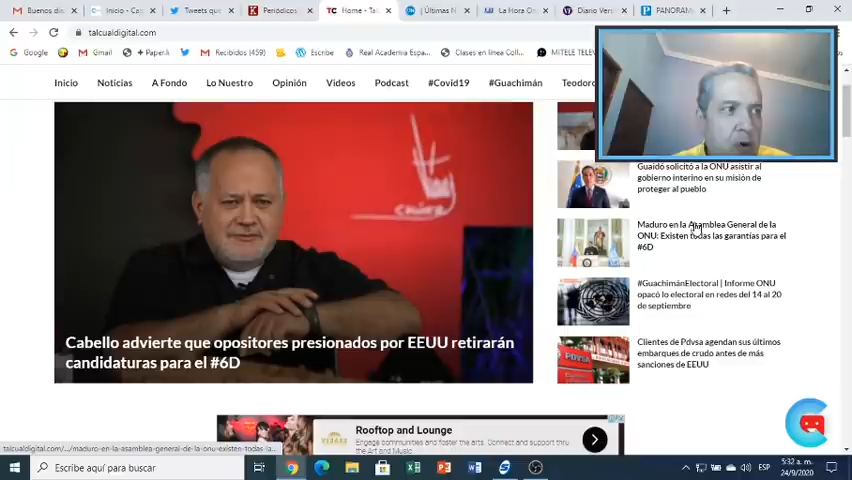 Buenos día
Inicio - Cas
Tweets que
Periódicos
TC Home - Tal
Últimas N
La Hora On
Diario Vers
PANORAM
talcualdigital.com
Google
Gmail
+ Paper.li
Recibidos (459)
Escribe
Real Academia Espa...
Clases en línea Coll...
MITELE TELEVI
Inicio Noticias A Fondo Lo Nuestro Opinión Videos Podcast #Covid19 #Guachimán Teodoro
Cabello advierte que opositores presionados por EEUU retirarán
candidaturas para el #6D
Guaidó solicitó a la ONU asistir al
gobierno interino en su misión de
proteger al pueblo
Maduro en la Asamblea General de la
ONU: Existen todas las garantías para el
#6D
#GuachimánElectoral | Informe ONU
opacó lo electoral en redes del 14 al 20
de septiembre
PDVSA
Clientes de Pdvsa agendan sus últimos
embarques de crudo antes de más
sanciones de EEUU
Rooftop and Lounge
Engage communities and foster the arts. Connect and support thru
the Art and Music
talcualdigital.com/.../maduro-en-la-asamblea-general-de-la-onu-existen-todas-la...
Escribe aquí para buscar
ESP
5:32 a. m.
24/9/2020